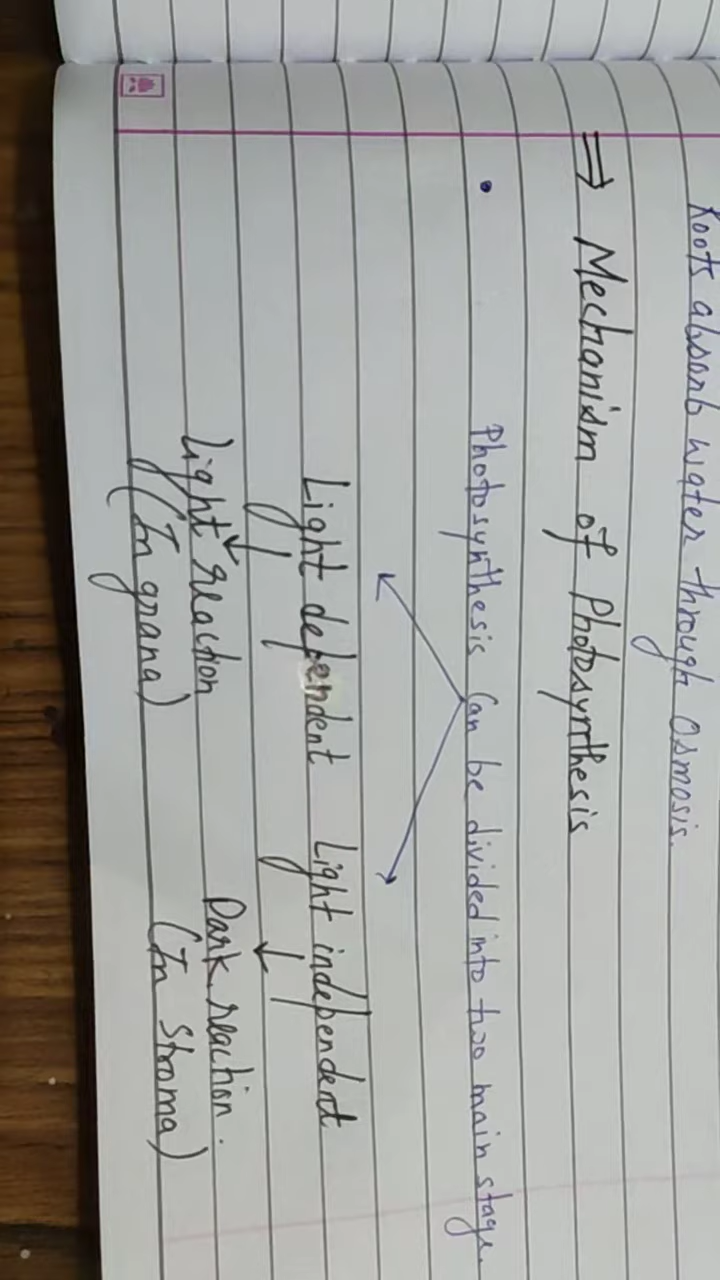 Roots absorb water through osmosis.
⇒ Mechanism of Photosynthesis
• Photosynthesis can be divided into two main stage.
Light dependent Light independent
Light reaction Dark reaction.
(In grana) (In Stroma)